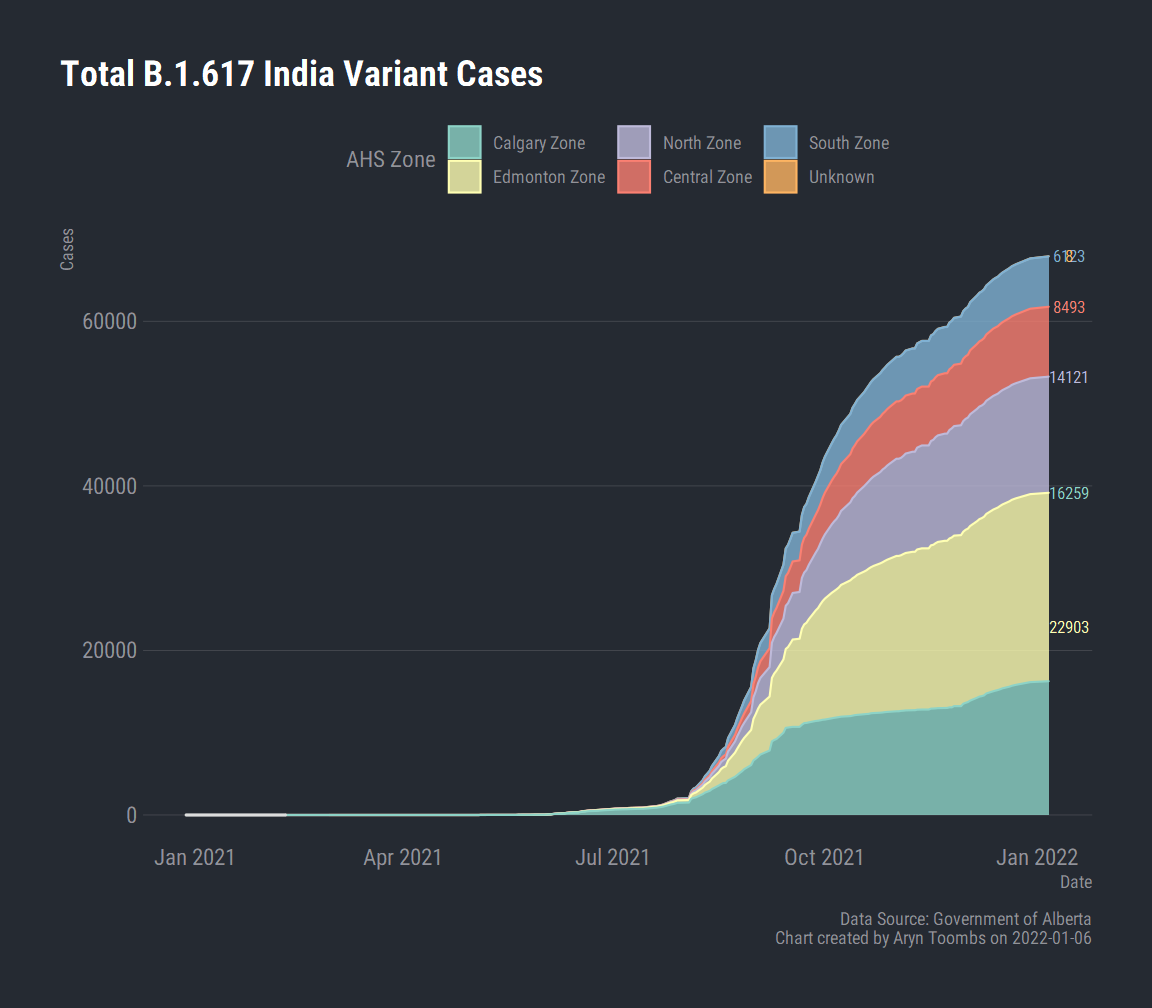 Total B.1.617 India Variant Cases
AHS Zone
Calgary Zone
North Zone
South Zone
Edmonton Zone
Central Zone
Unknown
Cases
6123
8
8493
60000
14121
40000
16259
22903
20000
0
Jan 2021
Apr 2021
Jul 2021
Oct 2021
Jan 2022
Date
Data Source: Government of Alberta
Chart created by Aryn Toombs on 2022-01-06